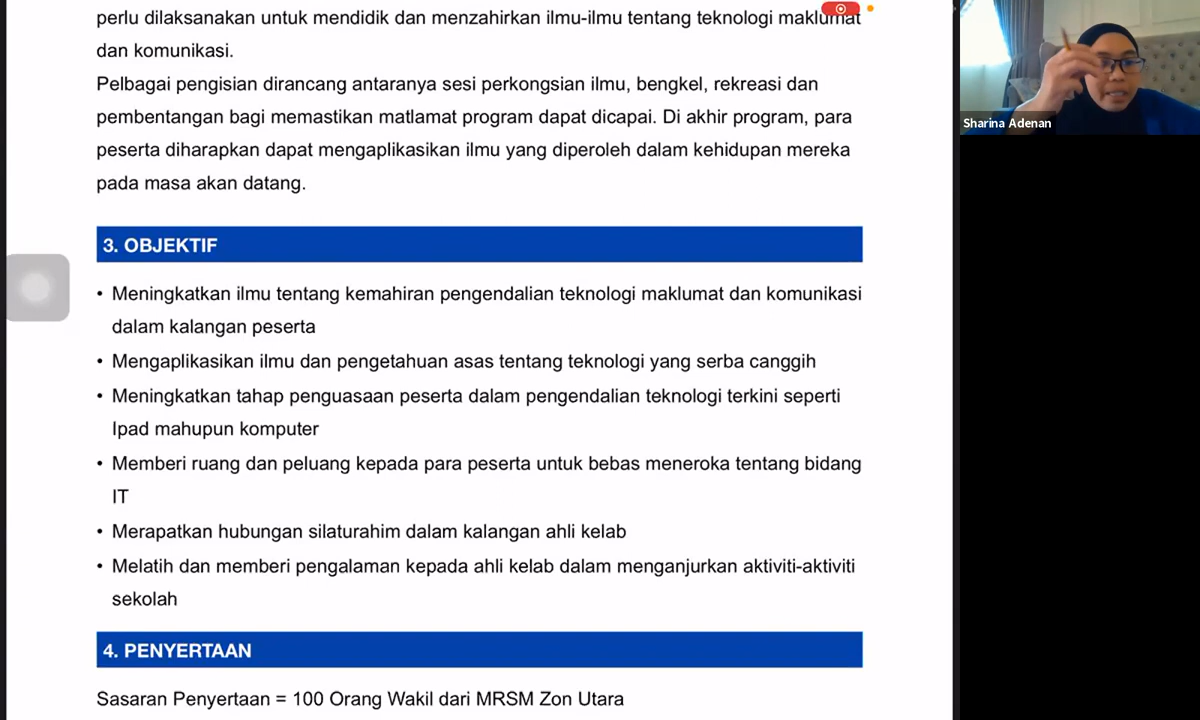 perlu dilaksanakan untuk mendidik dan menzahirkan ilmu-ilmu tentang teknologi maklumat
dan komunikasi.
Pelbagai pengisian dirancang antaranya sesi perkongsian ilmu, bengkel, rekreasi dan
pembentangan bagi memastikan matlamat program dapat dicapai. Di akhir program, para
peserta diharapkan dapat mengaplikasikan ilmu yang diperoleh dalam kehidupan mereka
pada masa akan datang.
3. OBJEKTIF
• Meningkatkan ilmu tentang kemahiran pengendalian teknologi maklumat dan komunikasi
dalam kalangan peserta
• Mengaplikasikan ilmu dan pengetahuan asas tentang teknologi yang serba canggih
• Meningkatkan tahap penguasaan peserta dalam pengendalian teknologi terkini seperti
Ipad mahupun komputer
• Memberi ruang dan peluang kepada para peserta untuk bebas meneroka tentang bidang
IT
• Merapatkan hubungan silaturahim dalam kalangan ahli kelab
• Melatih dan memberi pengalaman kepada ahli kelab dalam menganjurkan aktiviti-aktiviti
sekolah
4. PENYERTAAN
Sasaran Penyertaan = 100 Orang Wakil dari MRSM Zon Utara
Sharina Adenan